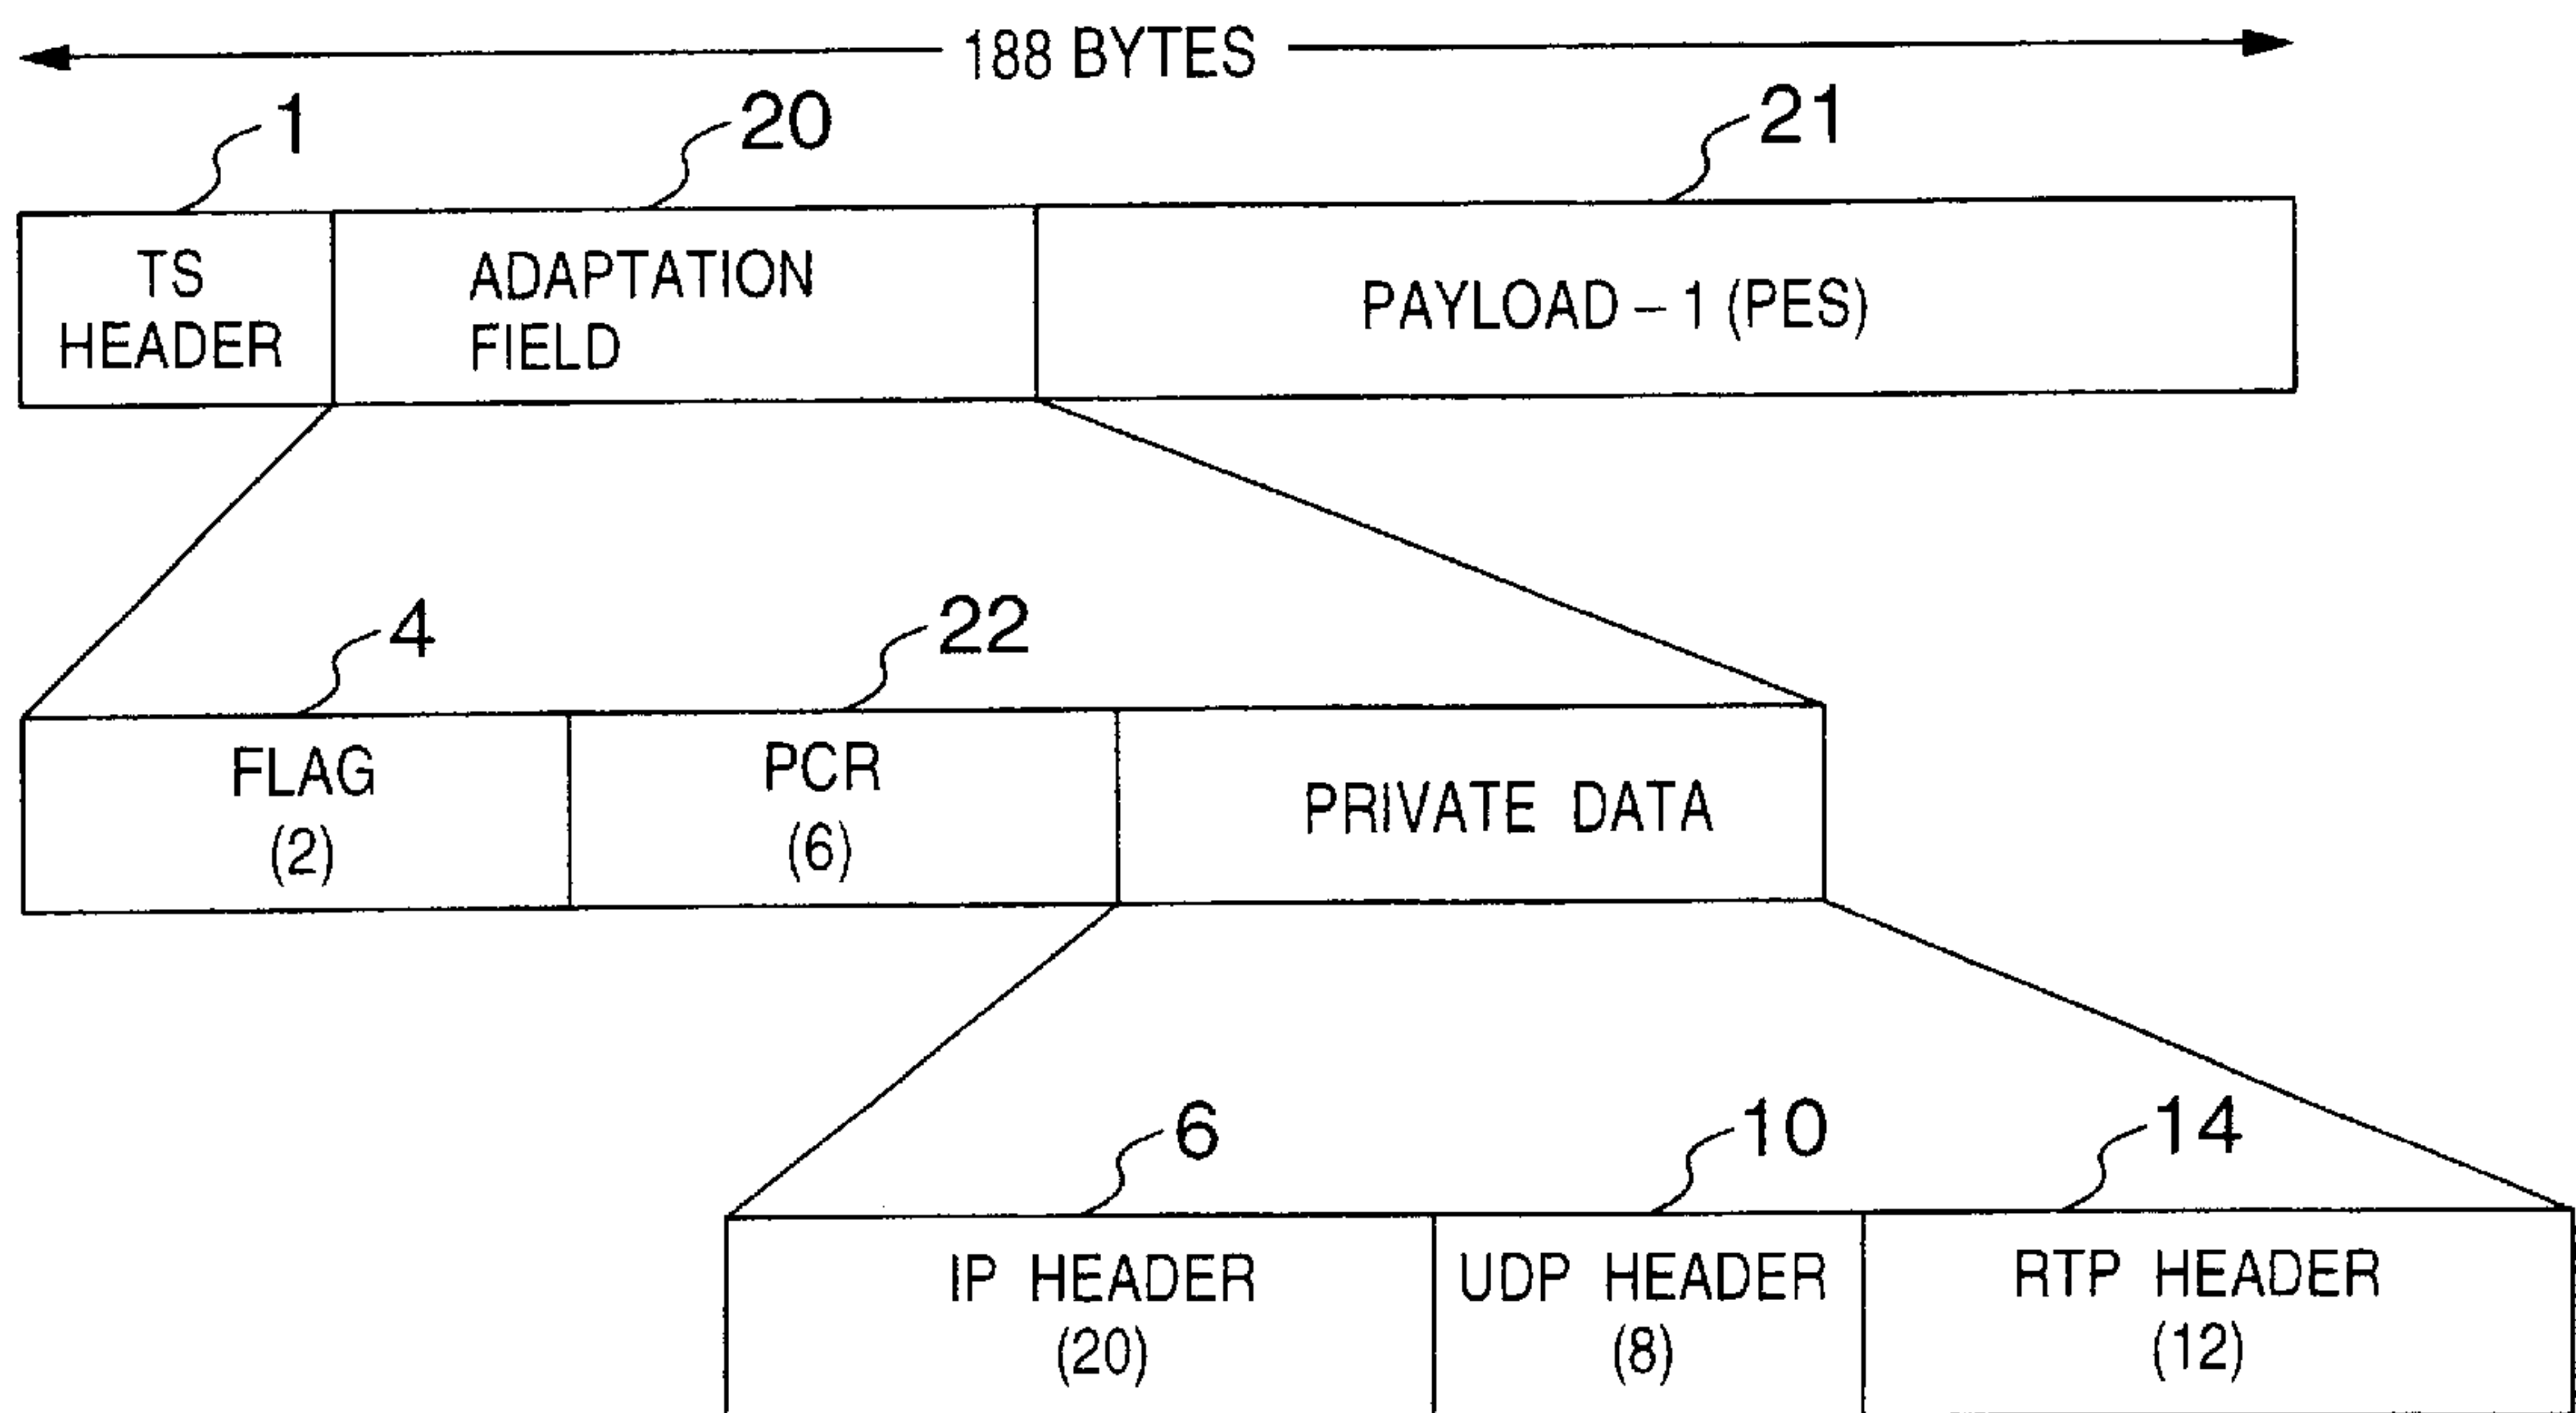 188 BYTES
1
20
21
TS
HEADER
ADAPTATION
FIELD
PAYLOAD – 1 (PES)
4
22
FLAG
(2)
PCR
(6)
PRIVATE DATA
6
10
14
IP HEADER
(20)
UDP HEADER
(8)
RTP HEADER
(12)